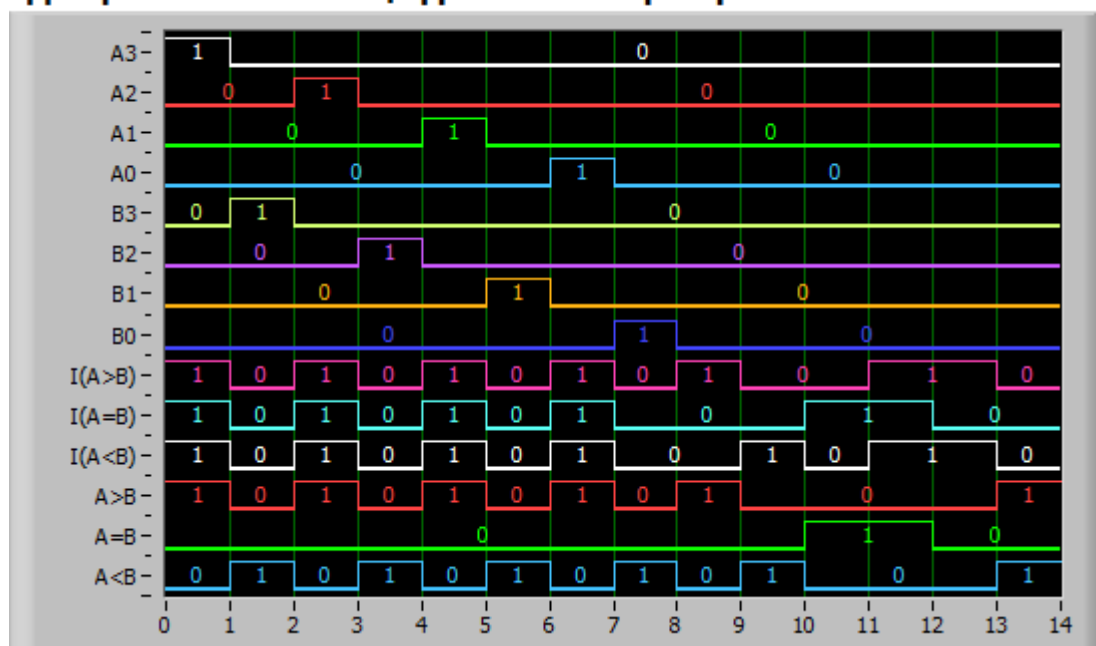 A3 1 0
A2 0 1 0
A1 0 1 0
A0 0 1 0
B3 0 1 0
B2 0 1 0
B1 0 1 0
B0 0 1 0
I(A>B) 1 0 1 0 1 0 1 0 1 0 1 0
I(A=B) 1 0 1 0 1 0 1 0 1 0
I(A<B) 1 0 1 0 1 0 1 0 1 0 1 0
A>B 1 0 1 0 1 0 1 0 1 0 1
A=B 0 1 0
A<B 0 1 0 1 0 1 0 1 0 1 0 1
0 1 2 3 4 5 6 7 8 9 10 11 12 13 14